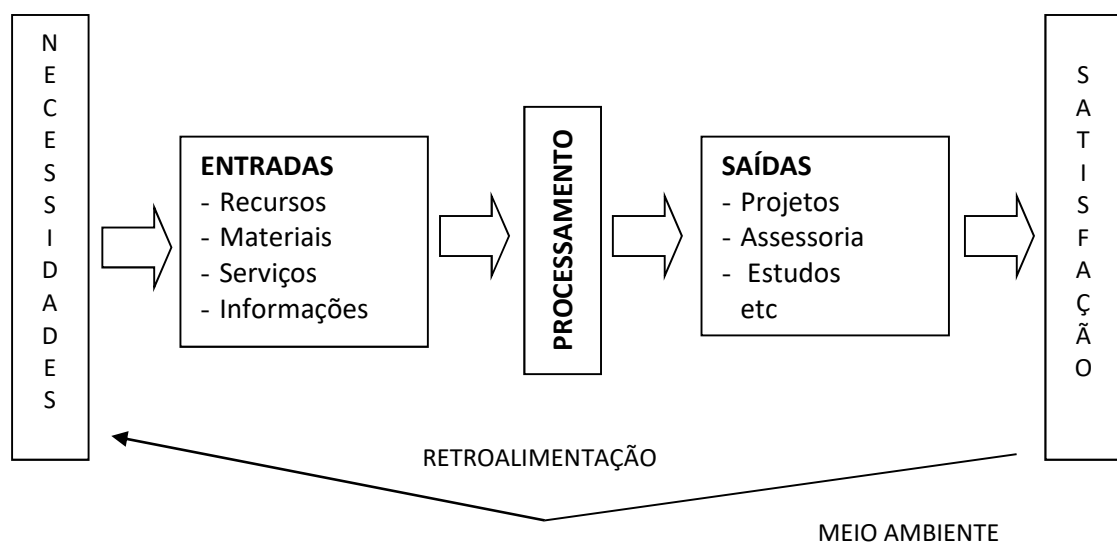 NECESSIDADES
ENTRADAS
- Recursos
- Materiais
- Serviços
- Informações
PROCESSAMENTO
SAÍDAS
- Projetos
- Assessoria
- Estudos
etc
SATISFAÇÃO
RETROALIMENTAÇÃO
MEIO AMBIENTE